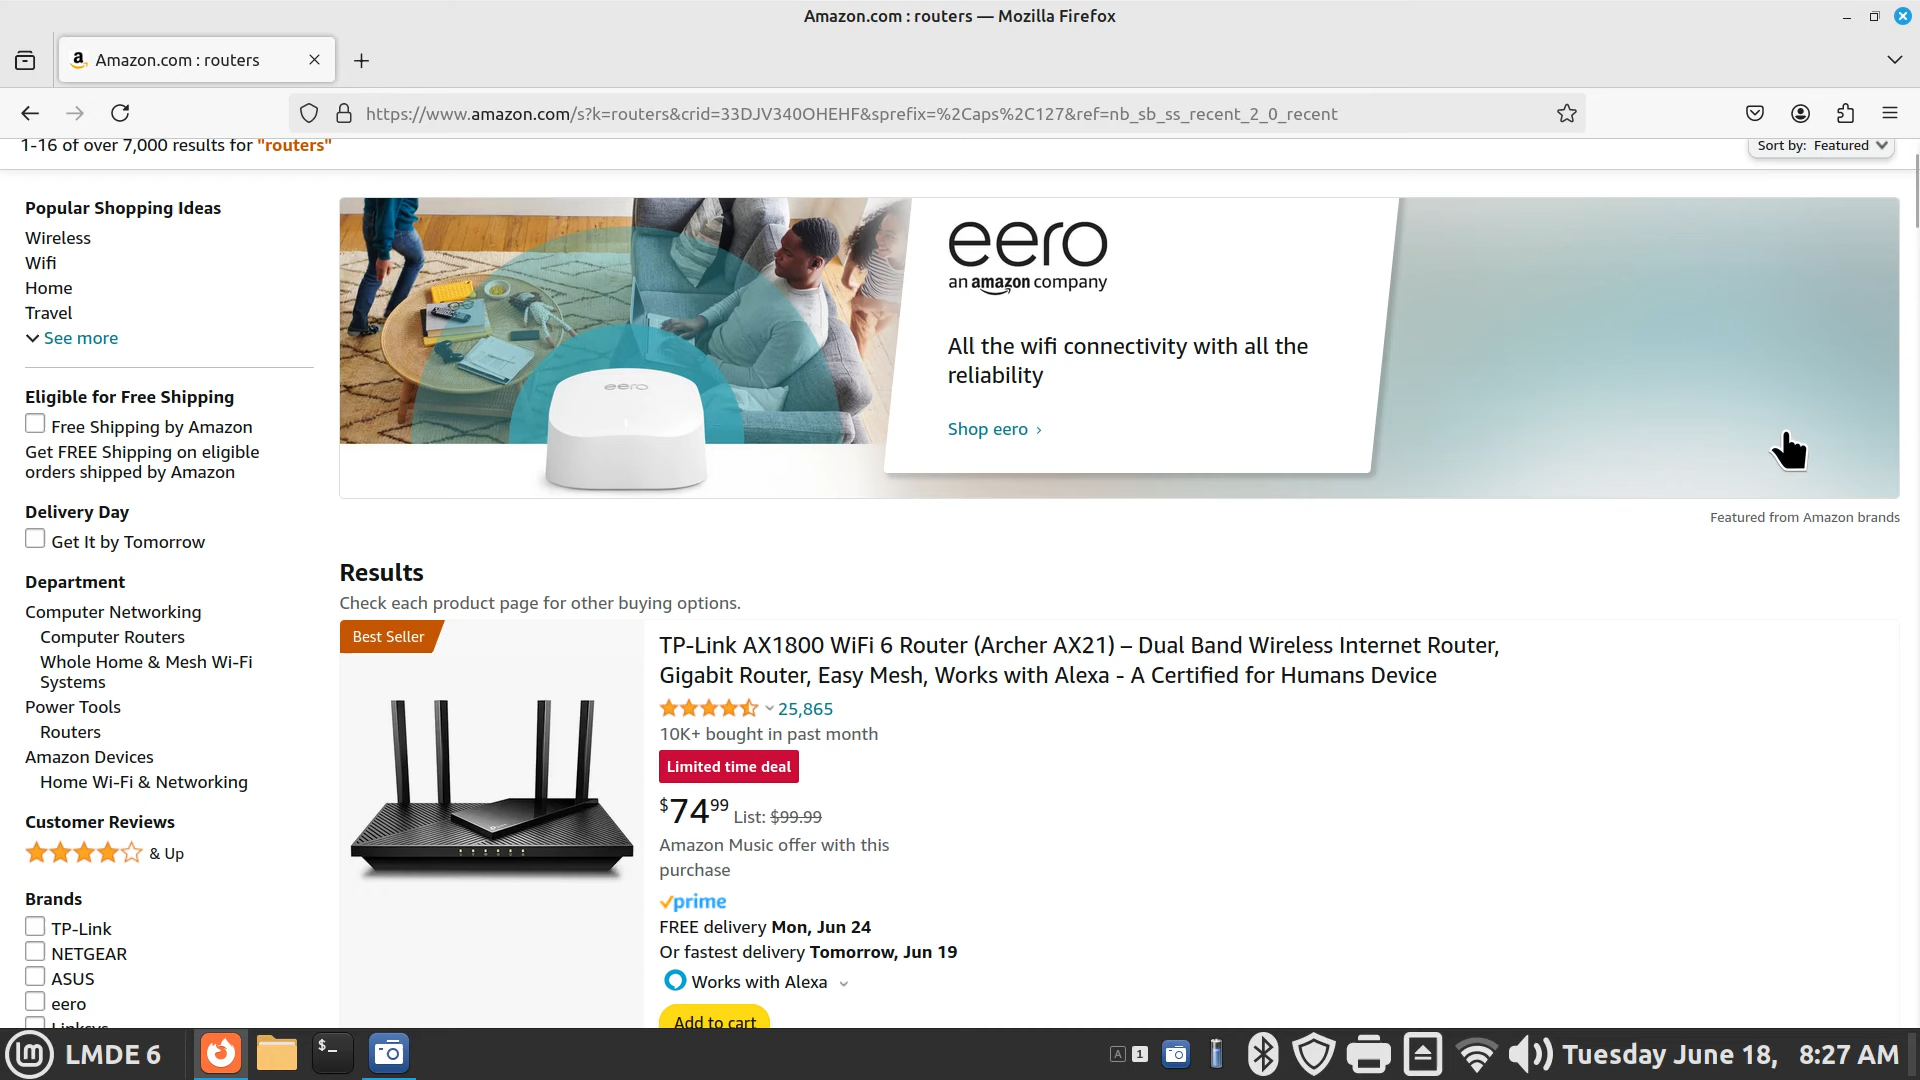 Amazon.com : routers — Mozilla Firefox
Amazon.com : routers
https://www.amazon.com/s?k=routers&crid=33DJV340OHEHF&sprefix=%2Caps%2C127&ref=nb_sb_ss_recent_2_0_recent
1-16 of over 7,000 results for "routers"
Sort by: Featured
Popular Shopping Ideas
Wireless
Wifi
Home
Travel
See more
Eligible for Free Shipping
Free Shipping by Amazon
Get FREE Shipping on eligible
orders shipped by Amazon
Delivery Day
Get It by Tomorrow
Department
Computer Networking
Computer Routers
Whole Home & Mesh Wi-Fi
Systems
Power Tools
Routers
Amazon Devices
Home Wi-Fi & Networking
Customer Reviews
& Up
Brands
TP-Link
NETGEAR
ASUS
eero
Linksys
eero
eero
an amazon company
All the wifi connectivity with all the
reliability
Shop eero ›
Featured from Amazon brands
Results
Check each product page for other buying options.
Best Seller
TP-Link AX1800 WiFi 6 Router (Archer AX21) – Dual Band Wireless Internet Router,
Gigabit Router, Easy Mesh, Works with Alexa - A Certified for Humans Device
25,865
10K+ bought in past month
Limited time deal
$74.99 List: $99.99
Amazon Music offer with this
purchase
prime
FREE delivery Mon, Jun 24
Or fastest delivery Tomorrow, Jun 19
Works with Alexa
Add to cart
LMDE 6
$_
A 1
Tuesday June 18, 8:27 AM